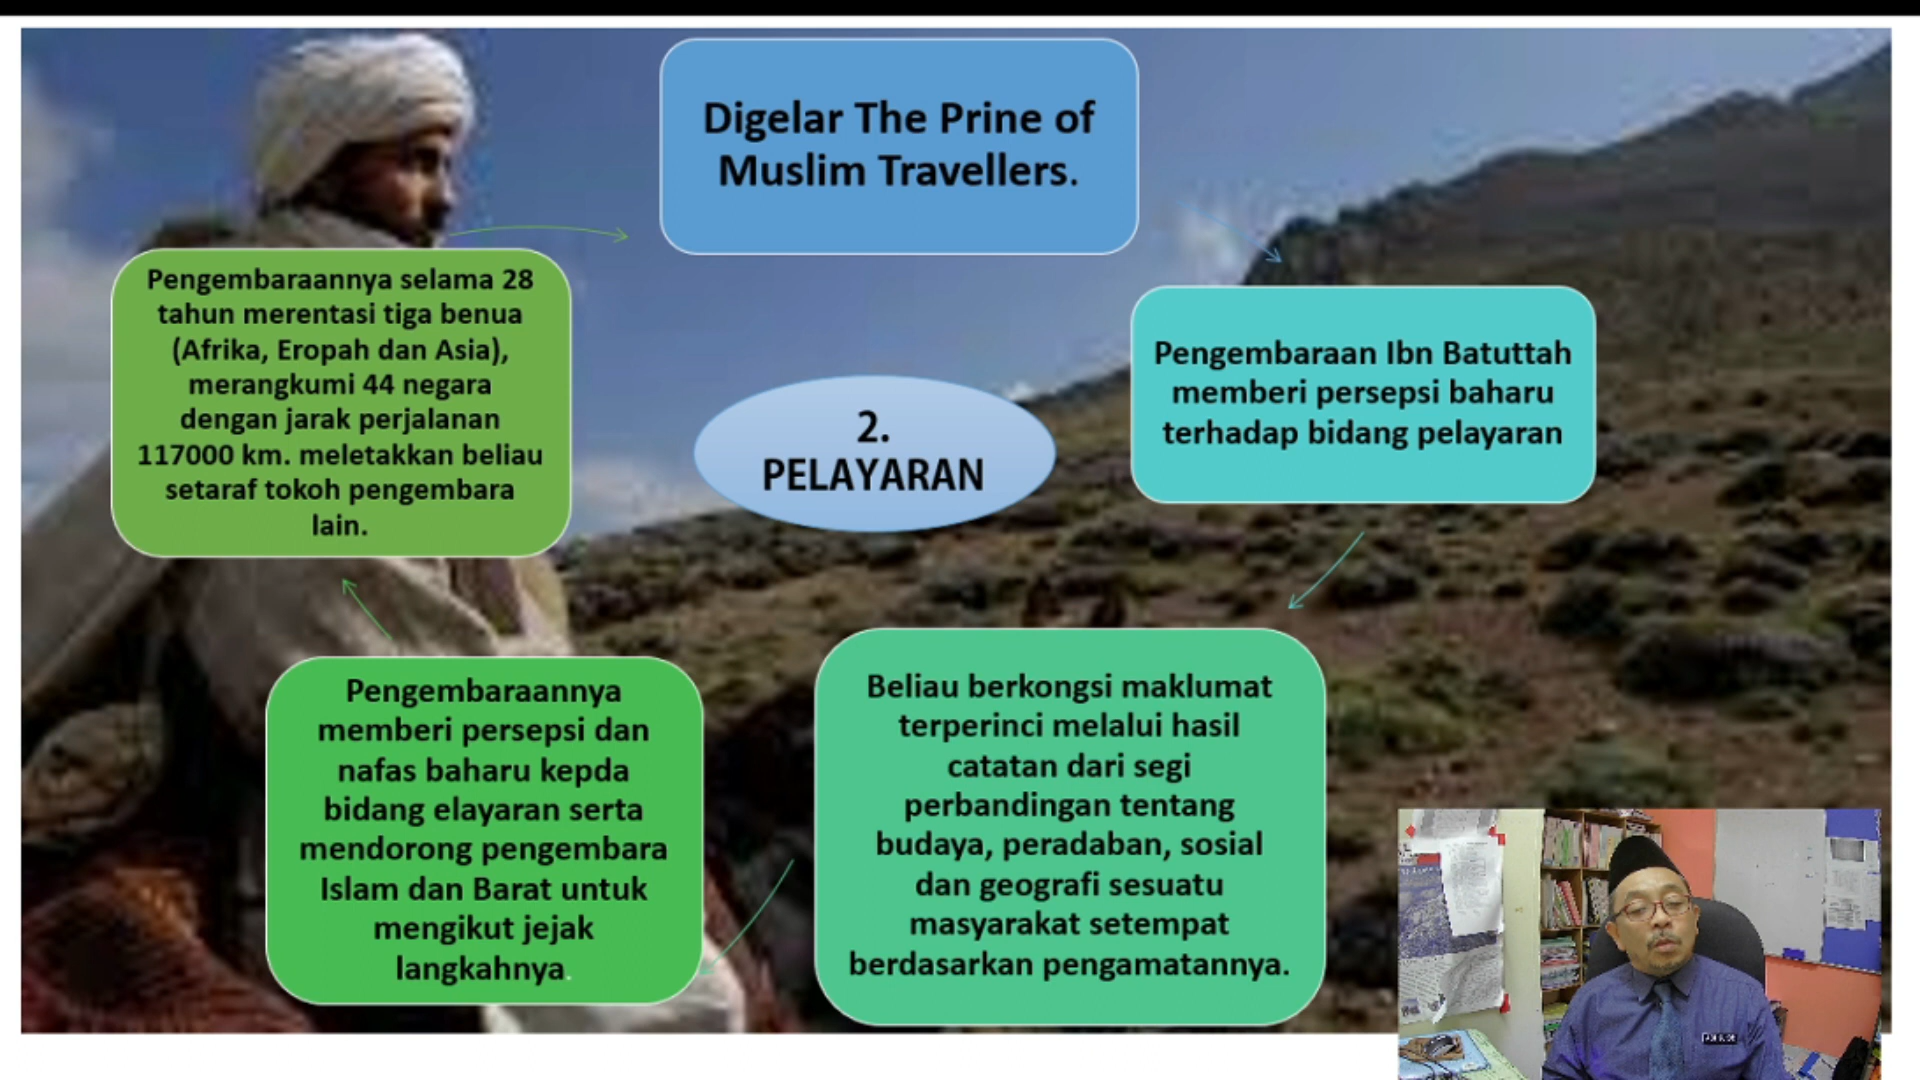 Digelar The Prine of
Muslim Travellers.
Pengembaraan Ibn Batuttah
memberi persepsi baharu
terhadap bidang pelayaran
Beliau berkongsi maklumat
terperinci melalui hasil
catatan dari segi
perbandingan tentang
budaya, peradaban, sosial
dan geografi sesuatu
masyarakat setempat
berdasarkan pengamatannya.
Pengembaraannya
memberi persepsi dan
nafas baharu kepda
bidang elayaran serta
mendorong pengembara
Islam dan Barat untuk
mengikut jejak
langkahnya.
Pengembaraannya selama 28
tahun merentasi tiga benua
(Afrika, Eropah dan Asia),
merangkumi 44 negara
dengan jarak perjalanan
117000 km. meletakkan beliau
setaraf tokoh pengembara
lain.
2.
PELAYARAN